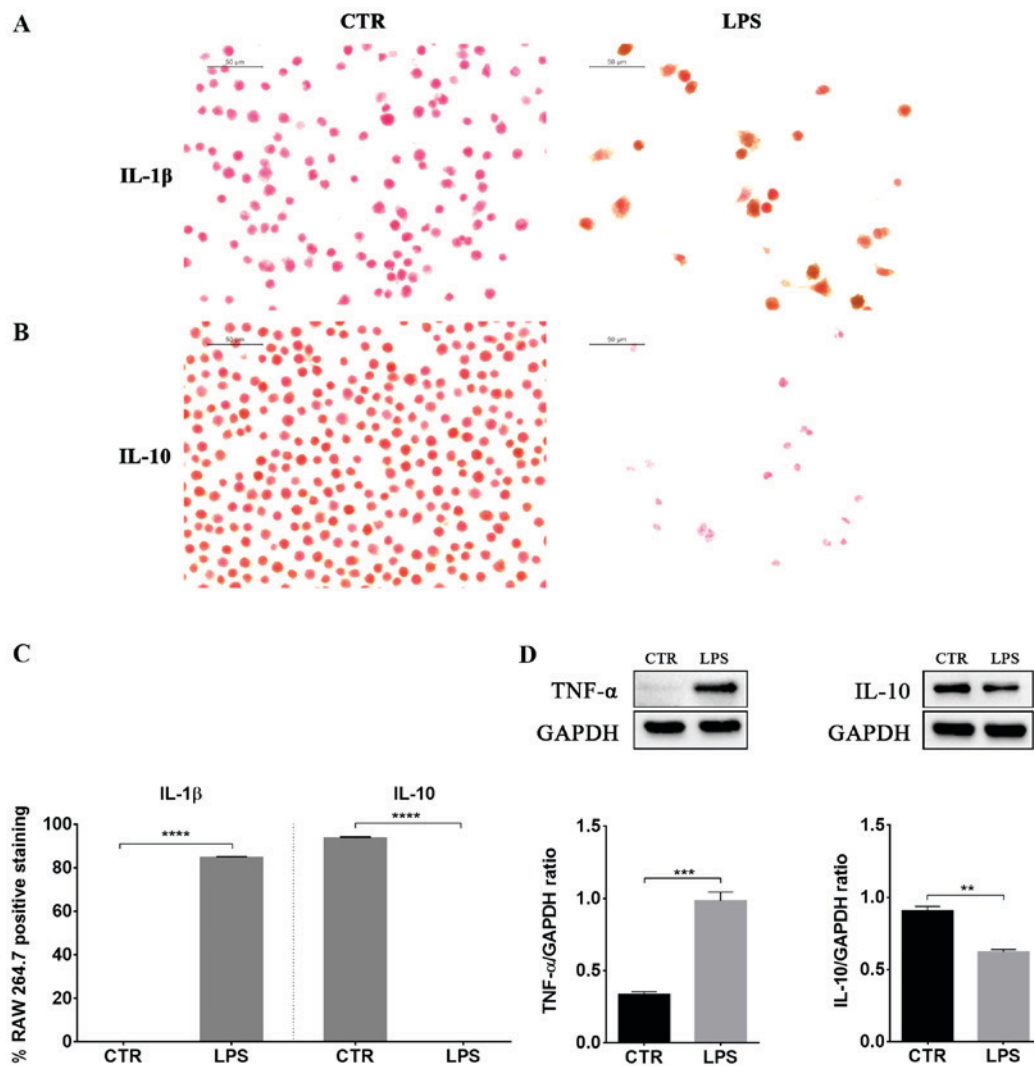 A
CTR
LPS
50 µm
50 µm
IL-1β
B
50 µm
50 µm
IL-10
C
D
CTR LPS
TNF-α
GAPDH
CTR LPS
IL-10
GAPDH
% RAW 264.7 positive staining
IL-1β
IL-10
****
****
100
80
60
40
20
0
CTR
LPS
CTR
LPS
TNF-α/GAPDH ratio
1.5
1.0
0.5
0.0
***
CTR
LPS
IL-10/GAPDH ratio
1.5
1.0
0.5
0.0
**
CTR
LPS